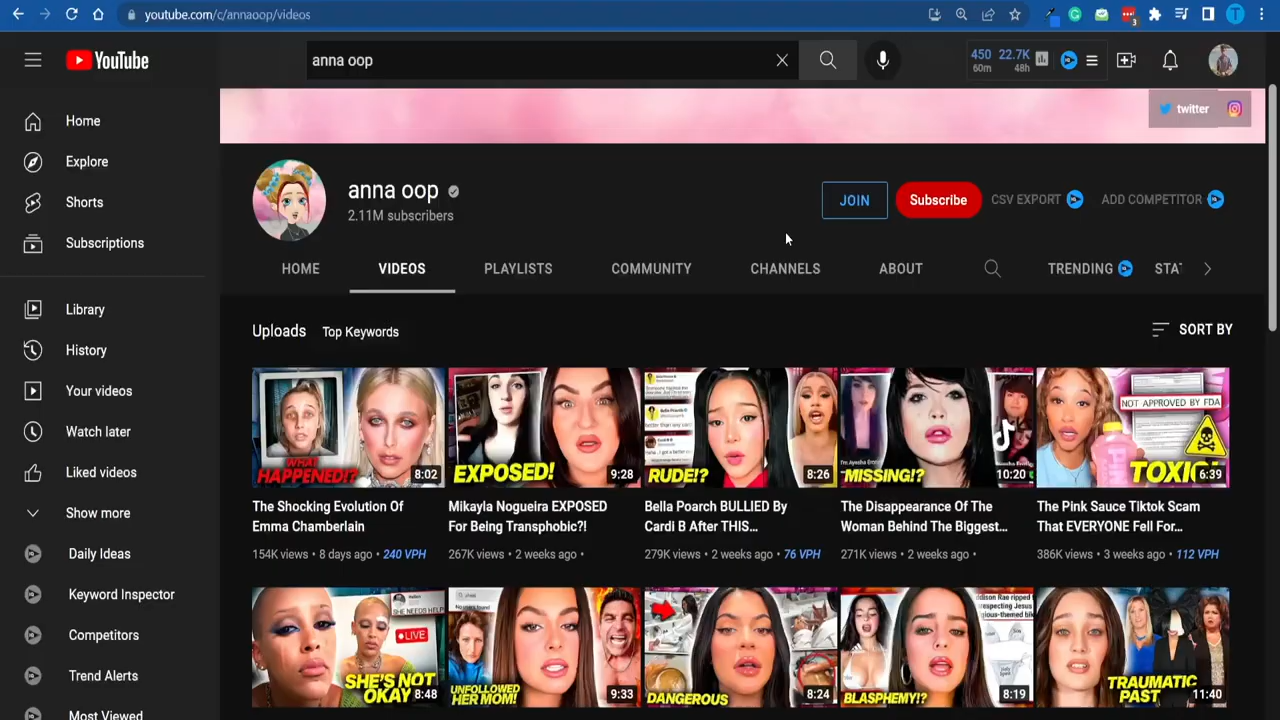 youtube.com/c/annaoop/videos
3
YouTube
anna oop
450 22.7K
60m 48h
twitter
Home
Explore
Shorts
Subscriptions
Library
History
Your videos
Watch later
Liked videos
Show more
Daily Ideas
Keyword Inspector
Competitors
Trend Alerts
Most Viewed
anna oop
2.11M subscribers
JOIN
Subscribe
CSV EXPORT
ADD COMPETITOR
HOME VIDEOS PLAYLISTS COMMUNITY CHANNELS ABOUT TRENDING STAT
Uploads Top Keywords SORT BY
WHAT HAPPENED!?
8:02
The Shocking Evolution Of
Emma Chamberlain
154K views • 8 days ago • 240 VPH
EXPOSED!
9:28
Mikayla Nogueira EXPOSED
For Being Transphobic?!
267K views • 2 weeks ago •
RUDE!?
8:26
Bella Poarch BULLIED By
Cardi B After THIS...
279K views • 2 weeks ago • 76 VPH
MISSING!?
10:20
The Disappearance Of The
Woman Behind The Biggest...
271K views • 2 weeks ago •
NOT APPROVED BY FDA
TOXIC!
6:39
The Pink Sauce Tiktok Scam
That EVERYONE Fell For...
386K views • 3 weeks ago • 112 VPH
SHE NEEDS HELP
LIVE
SHE'S NOT
OKAY
8:48
UNFOLLOWED
HER MOM!
9:33
DANGEROUS
8:24
BLASPHEMY!?
8:19
TRAUMATIC
PAST
11:40